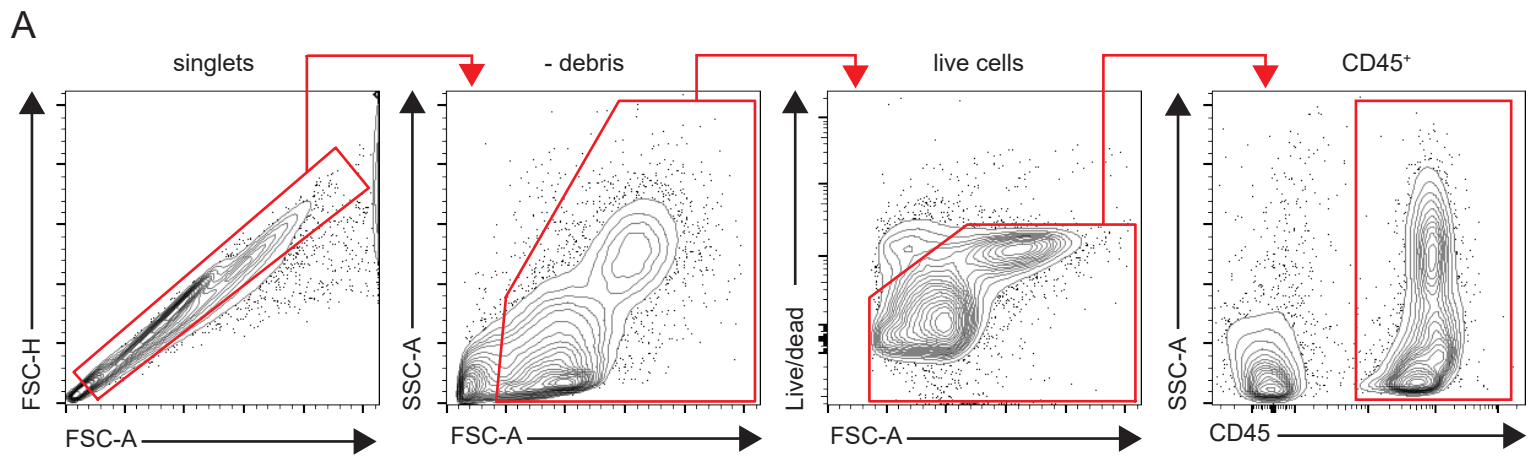 A
singlets
- debris
live cells
CD45⁺
FSC-H
FSC-A
SSC-A
FSC-A
Live/dead
FSC-A
SSC-A
CD45